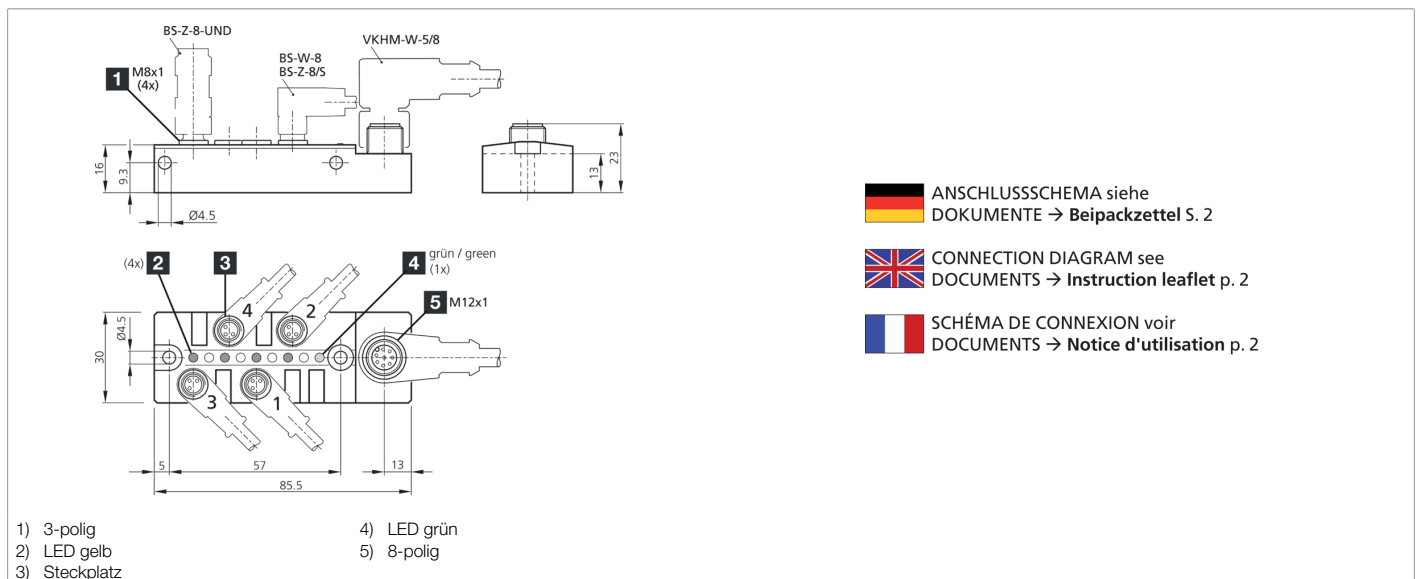 BS-Z-8-UND
VKHM-W-5/8
BS-W-8
BS-Z-8/S
1 M8x1
(4x)
16
9.3
Ø4.5
13
23
(4x) 2
3
4 grün / green
(1x)
5 M12x1
4
2
3
1
Ø4.5
30
5
57
13
85.5
ANSCHLUSSSCHEMA siehe
DOKUMENTE → Beipackzettel S. 2
CONNECTION DIAGRAM see
DOCUMENTS → Instruction leaflet p. 2
SCHÉMA DE CONNEXION voir
DOCUMENTS → Notice d'utilisation p. 2
1) 3-polig
2) LED gelb
3) Steckplatz
4) LED grün
5) 8-polig